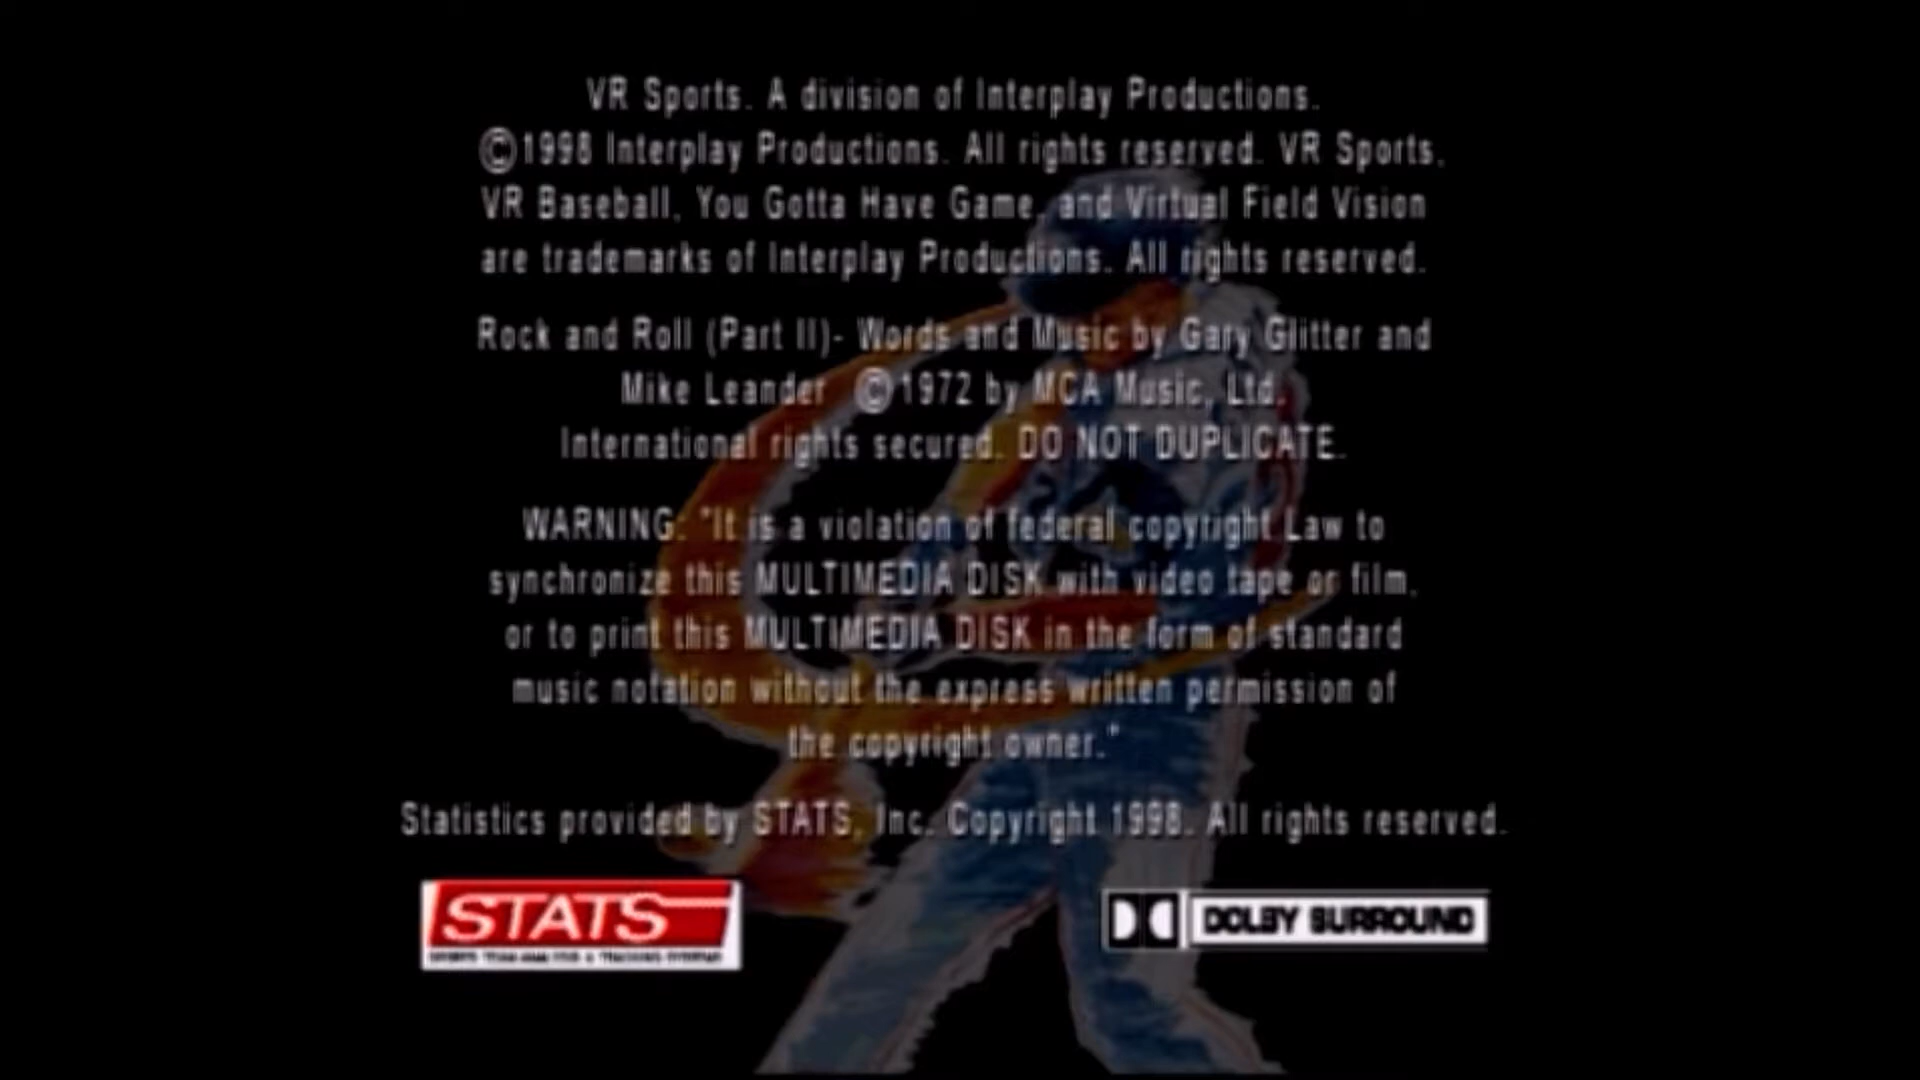 VR Sports. A division of Interplay Productions.
©1998 Interplay Productions. All rights reserved. VR Sports,
VR Baseball, You Gotta Have Game, and Virtual Field Vision
are trademarks of Interplay Productions. All rights reserved.
Rock and Roll (Part II)- Words and Music by Gary Glitter and
Mike Leander ©1972 by MCA Music, Ltd.
International rights secured. DO NOT DUPLICATE.
WARNING: "It is a violation of federal copyright Law to
synchronize this MULTIMEDIA DISK with video tape or film,
or to print this MULTIMEDIA DISK in the form of standard
music notation without the express written permission of
the copyright owner."
Statistics provided by STATS, Inc. Copyright 1998. All rights reserved.
STATS
DOLBY SURROUND